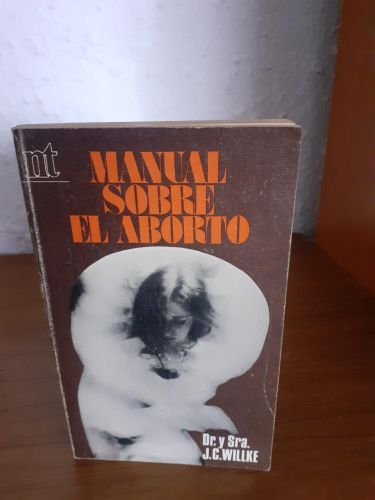 nt
MANUAL
SOBRE
EL ABORTO
Dr. y Sra.
J.C. WILLKE